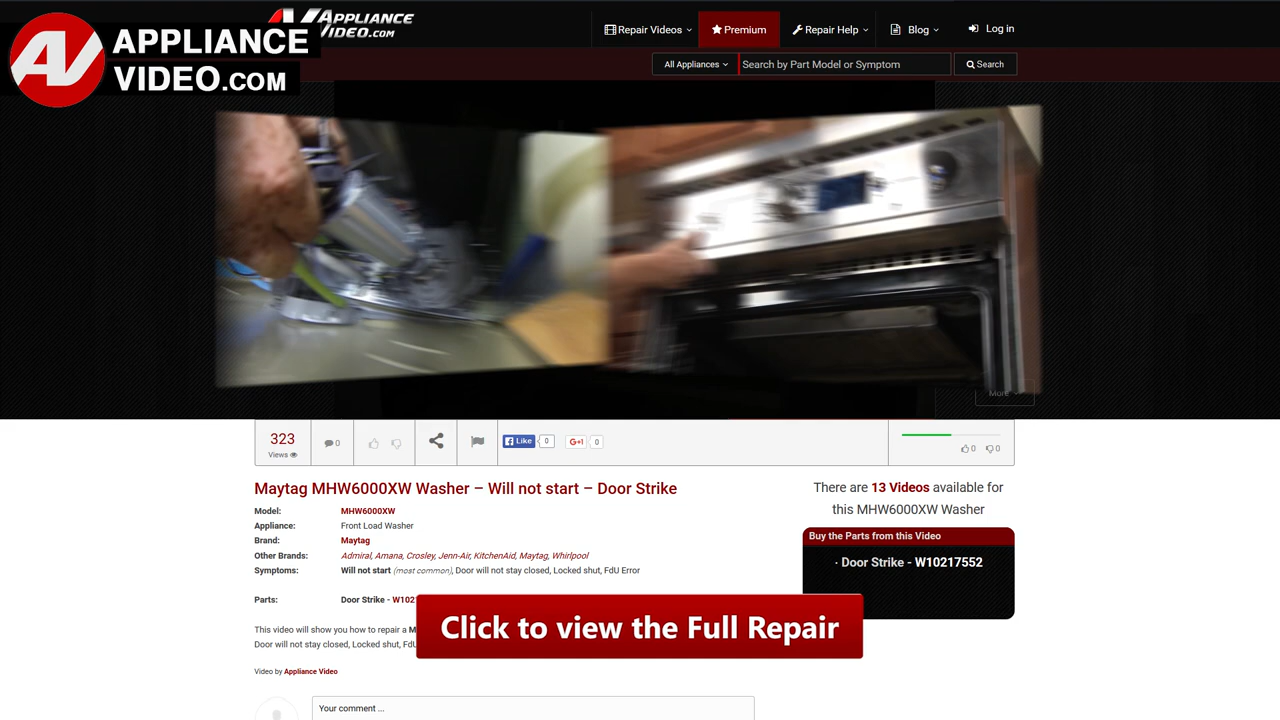 APPLIANCE
VIDEO.COM
APPLIANCE
VIDEO.COM
Repair Videos
Premium
Repair Help
Blog
Log in
All Appliances
Search by Part Model or Symptom
Search
More
323
Views
0
Like
0
G+1
0
0
0
Maytag MHW6000XW Washer – Will not start – Door Strike
Model: MHW6000XW
Appliance: Front Load Washer
Brand: Maytag
Other Brands: Admiral, Amana, Crosley, Jenn-Air, KitchenAid, Maytag, Whirlpool
Symptoms: Will not start (most common), Door will not stay closed, Locked shut, FdU Error
Parts: Door Strike -
This video will show you how to repair a
Door will not stay closed, Locked shut,
Video by Appliance Video
Your comment ...
There are 13 Videos available for
this MHW6000XW Washer
Buy the Parts from this Video
· Door Strike - W10217552
Click to view the Full Repair